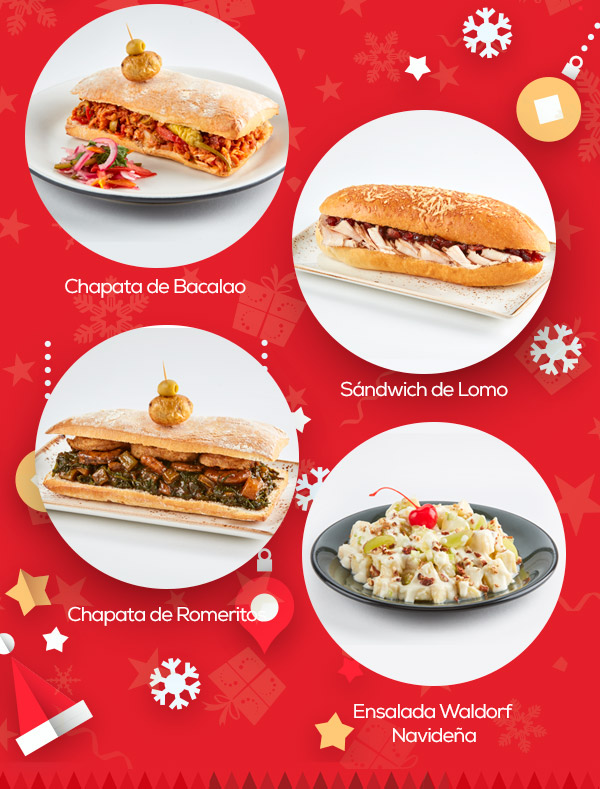 Chapata de Bacalao
Sándwich de Lomo
Chapata de Romeritos
Ensalada Waldorf
Navideña